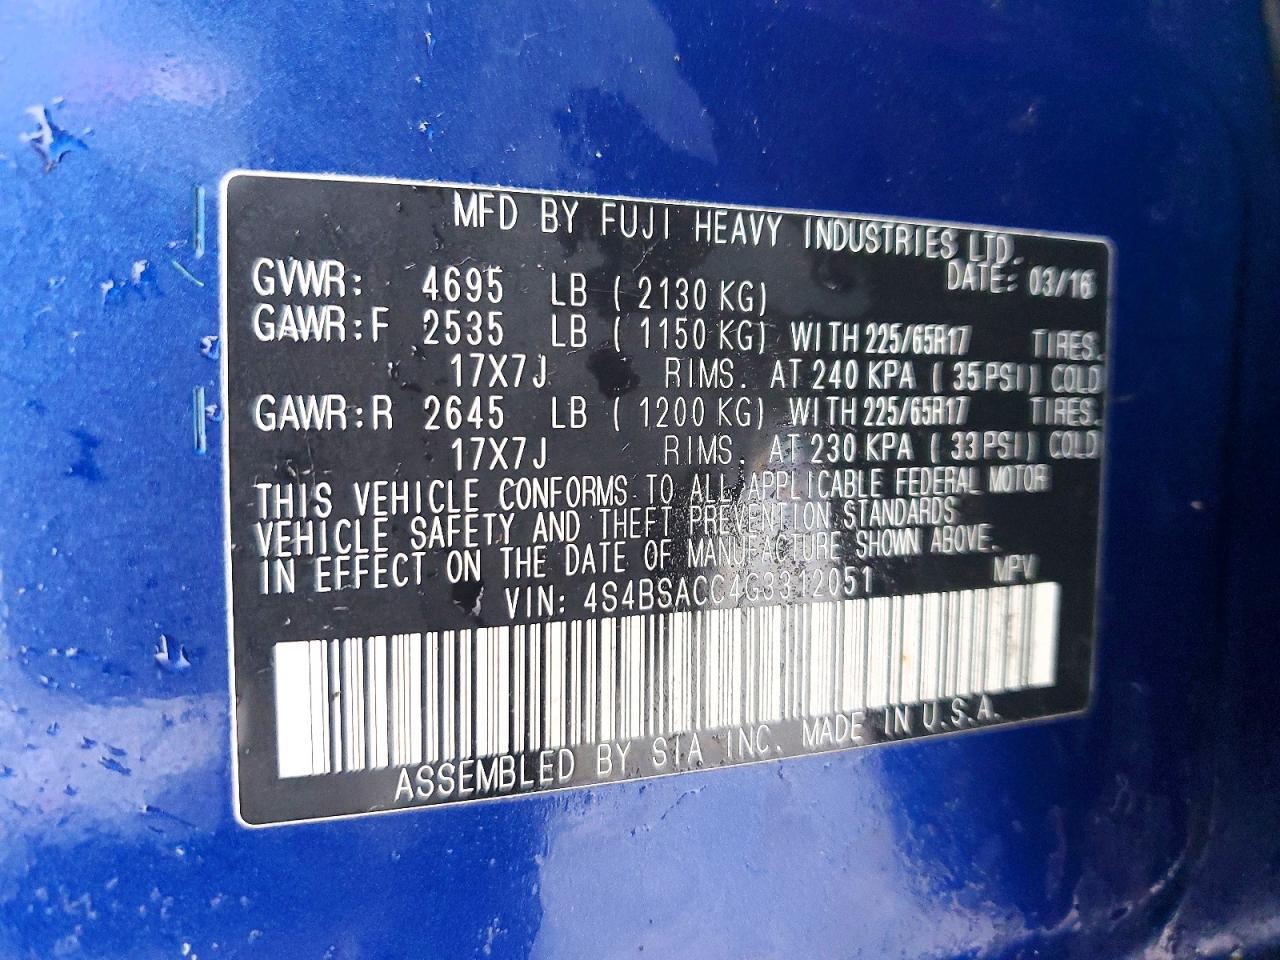 MFD BY FUJI HEAVY INDUSTRIES LTD.
DATE: 03/16
GVWR: 4695 LB (2130 KG)
GAWR:F 2535 LB (1150 KG) WITH 225/65R17 TIRES.
17X7J RIMS. AT 240 KPA (35PSI) COLD
GAWR:R 2645 LB (1200 KG) WITH 225/65R17 TIRES.
17X7J RIMS. AT 230 KPA (33PSI) COLD
THIS VEHICLE CONFORMS TO ALL APPLICABLE FEDERAL MOTOR
VEHICLE SAFETY AND THEFT PREVENTION STANDARDS
IN EFFECT ON THE DATE OF MANUFACTURE SHOWN ABOVE.
VIN: 4S4BSACC4G3312051 MPV
ASSEMBLED BY SIA INC. MADE IN U.S.A.